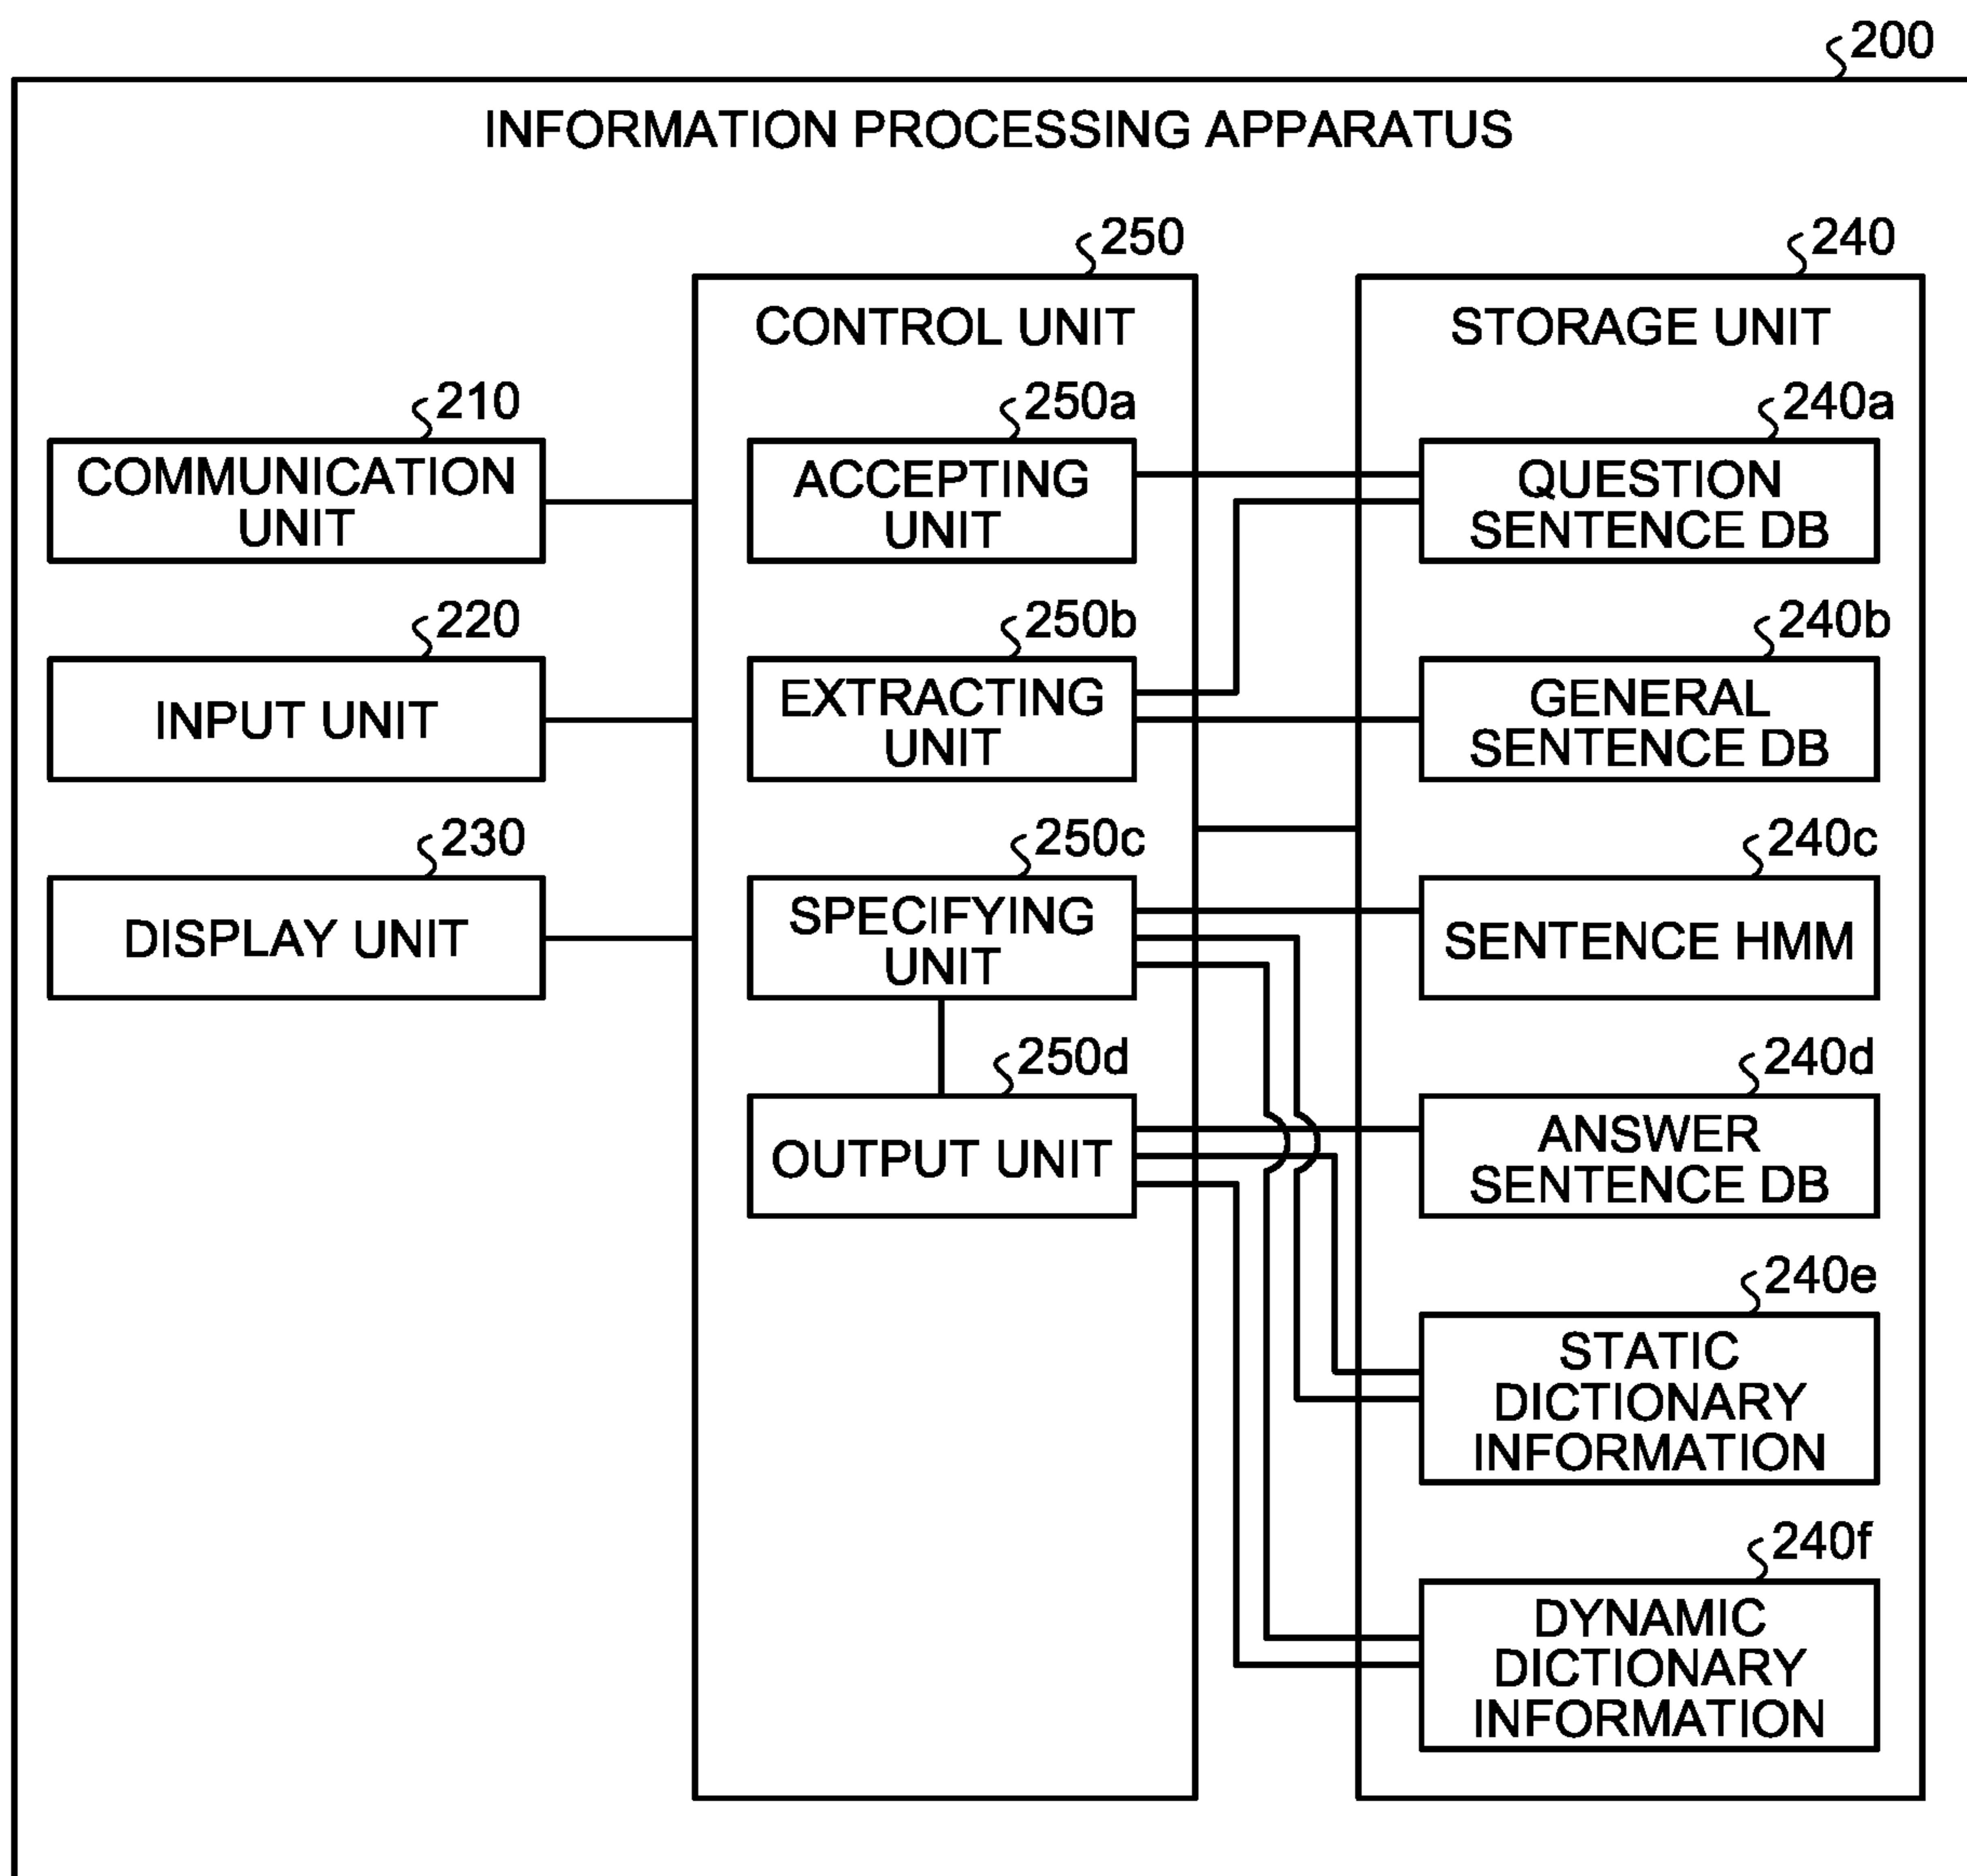 200
INFORMATION PROCESSING APPARATUS
250
CONTROL UNIT
240
STORAGE UNIT
210
COMMUNICATION
UNIT
220
INPUT UNIT
230
DISPLAY UNIT
250a
ACCEPTING
UNIT
250b
EXTRACTING
UNIT
250c
SPECIFYING
UNIT
250d
OUTPUT UNIT
240a
QUESTION
SENTENCE DB
240b
GENERAL
SENTENCE DB
240c
SENTENCE HMM
240d
ANSWER
SENTENCE DB
240e
STATIC
DICTIONARY
INFORMATION
240f
DYNAMIC
DICTIONARY
INFORMATION